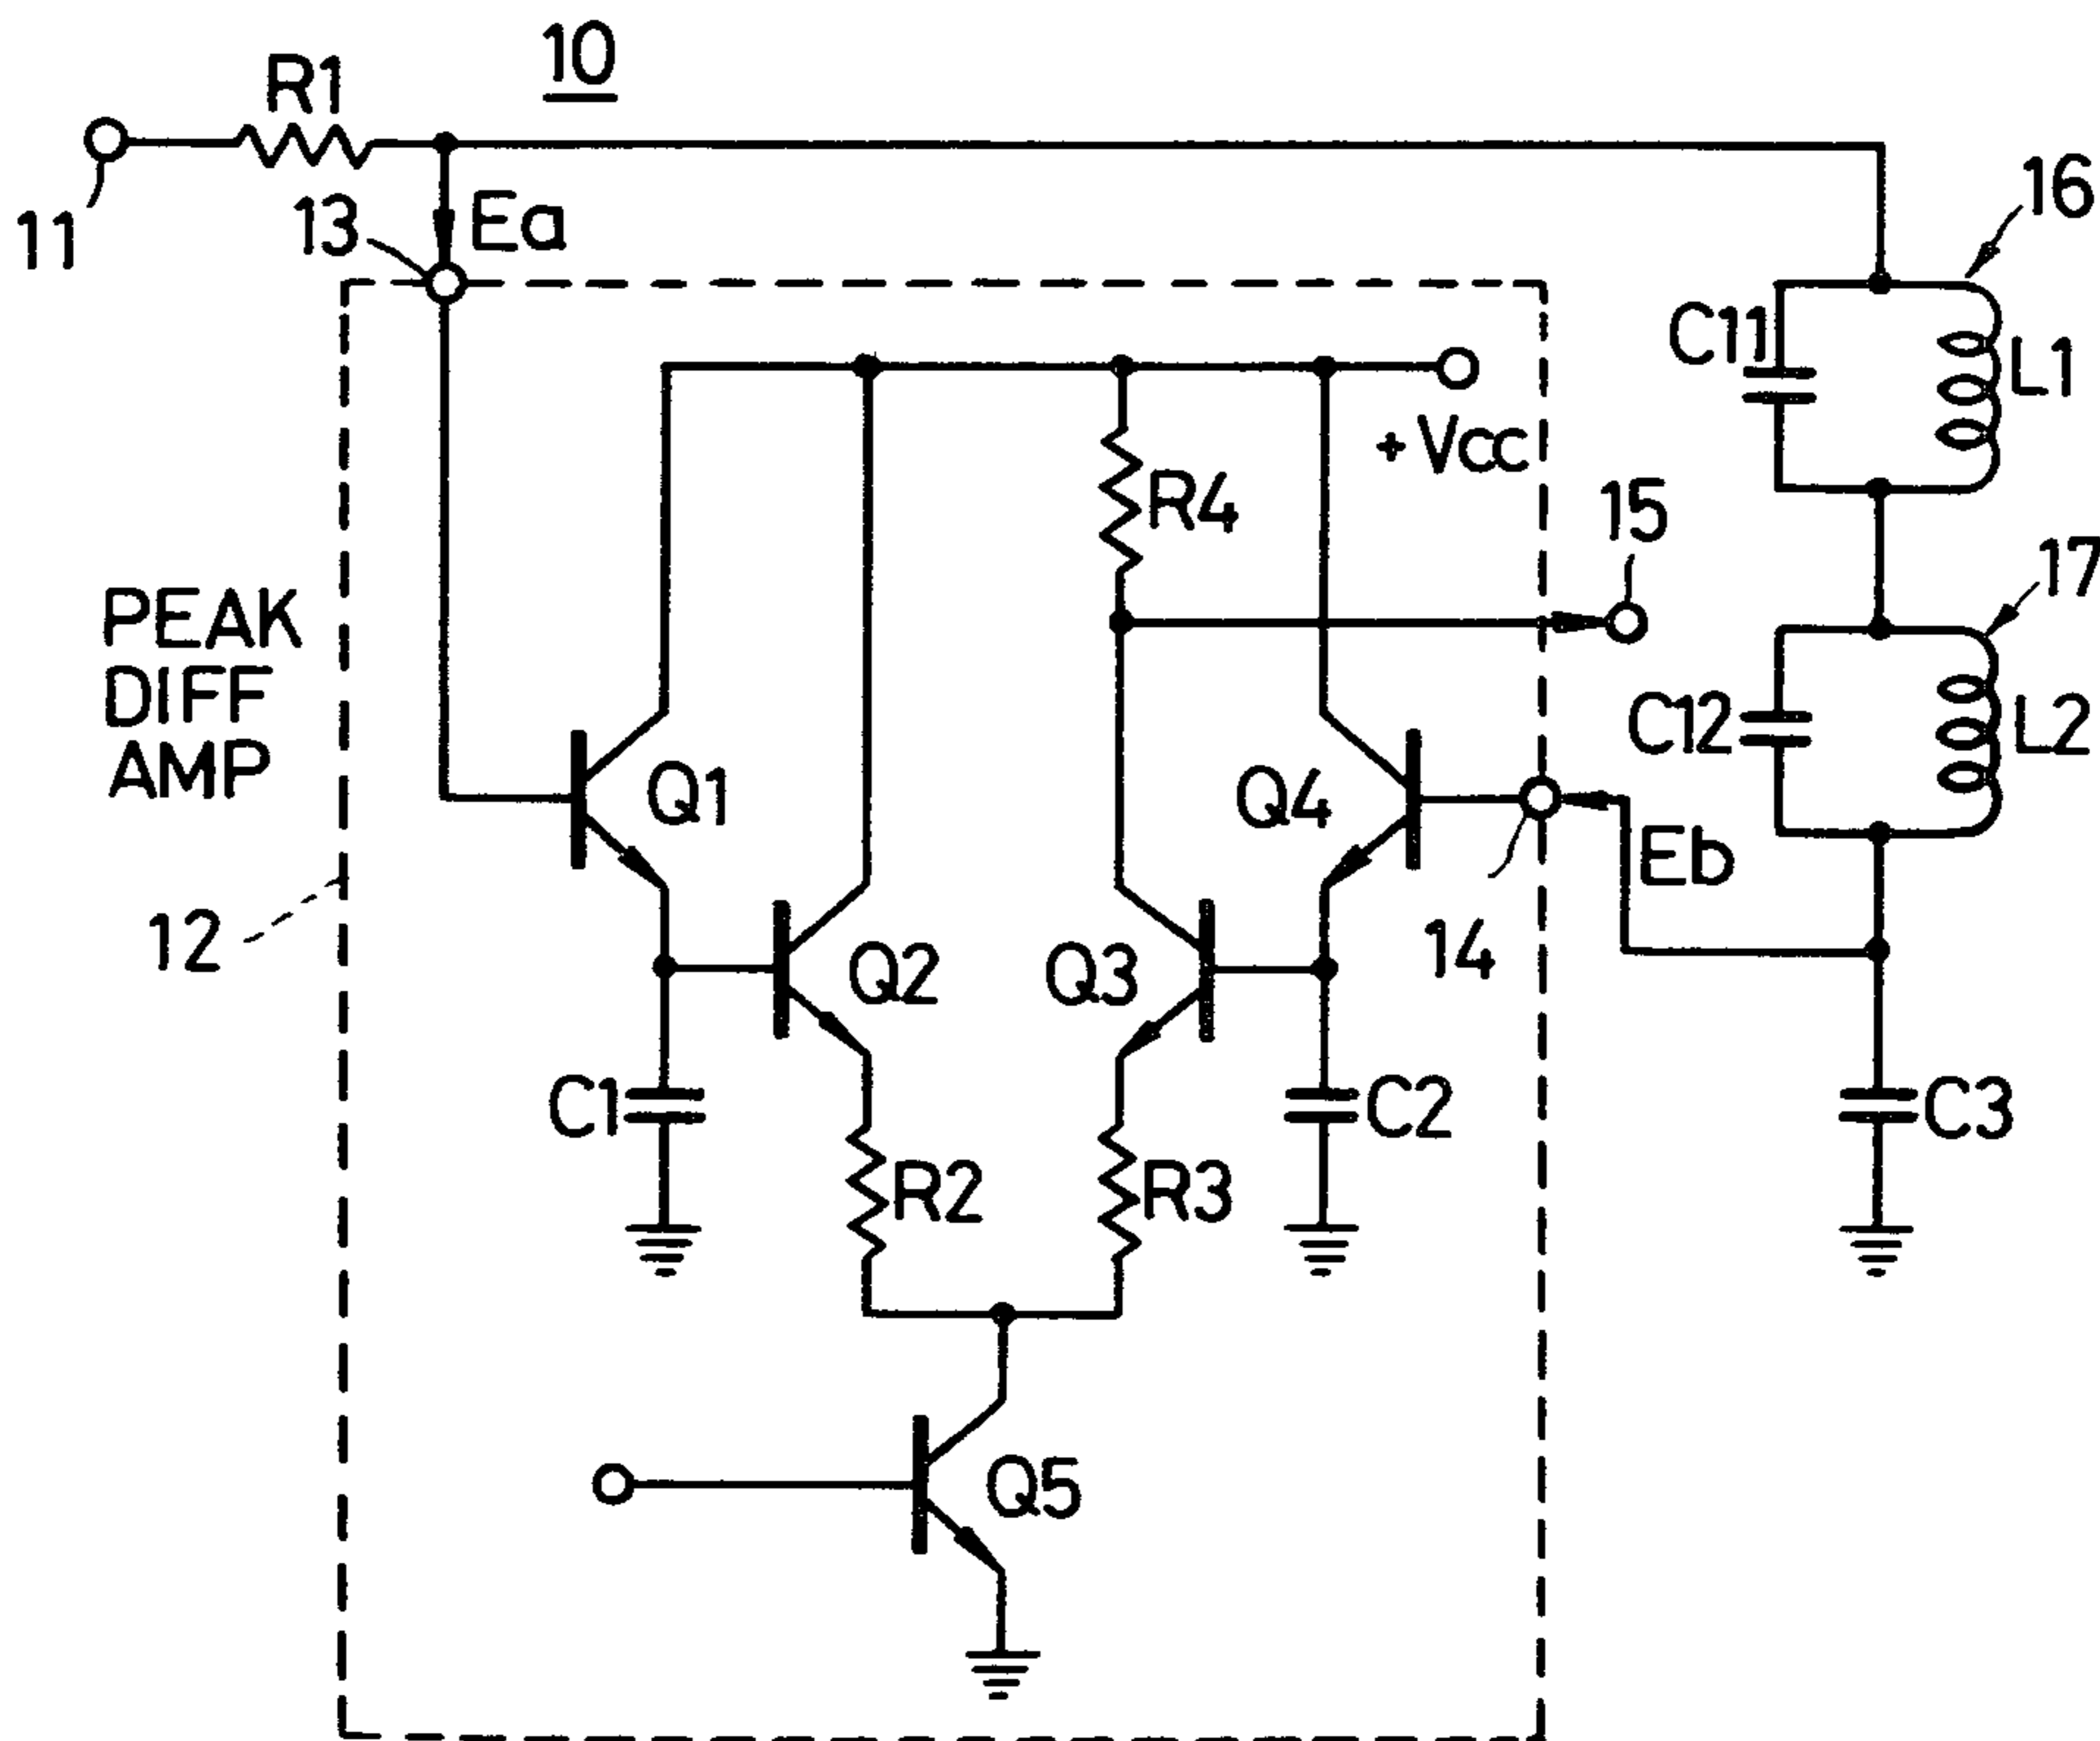 10
R1
11
13
Ea
16
C11
L1
+Vcc
R4
15
17
PEAK
DIFF
AMP
C12
L2
Q1
Q4
Eb
12
14
Q2
Q3
C1
C2
C3
R2
R3
Q5